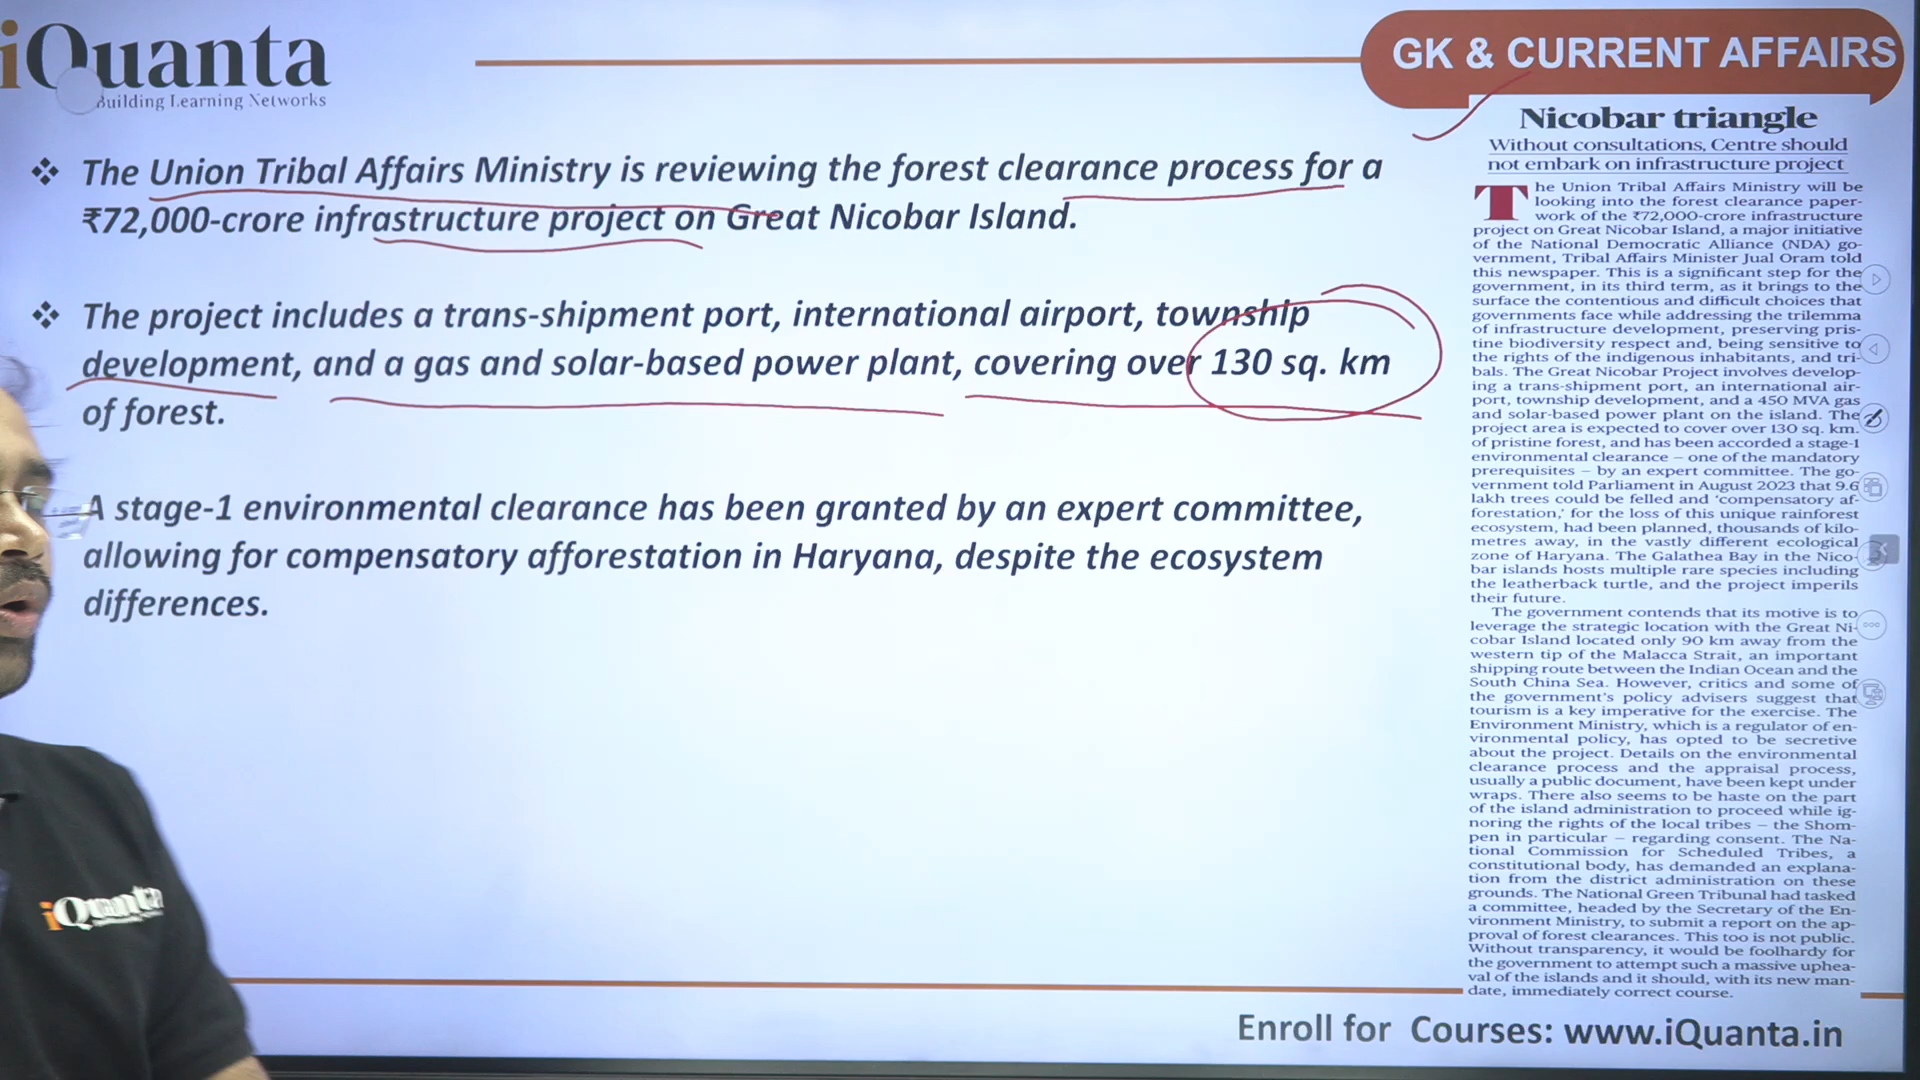 iQuanta
Building Learning Networks
GK & CURRENT AFFAIRS
❖ The Union Tribal Affairs Ministry is reviewing the forest clearance process for a
₹72,000-crore infrastructure project on Great Nicobar Island.
❖ The project includes a trans-shipment port, international airport, township
development, and a gas and solar-based power plant, covering over 130 sq. km
of forest.
A stage-1 environmental clearance has been granted by an expert committee,
allowing for compensatory afforestation in Haryana, despite the ecosystem
differences.
Nicobar triangle
Without consultations, Centre should
not embark on infrastructure project
The Union Tribal Affairs Ministry will be
looking into the forest clearance paper-
work of the ₹72,000-crore infrastructure
project on Great Nicobar Island, a major initiative
of the National Democratic Alliance (NDA) go-
vernment, Tribal Affairs Minister Jual Oram told
this newspaper. This is a significant step for the
government, in its third term, as it brings to the
surface the contentious and difficult choices that
governments face while addressing the trilemma
of infrastructure development, preserving pris-
tine biodiversity respect and, being sensitive to
the rights of the indigenous inhabitants, and tri-
bals. The Great Nicobar Project involves develop-
ing a trans-shipment port, an international air-
port, township development, and a 450 MVA gas
and solar-based power plant on the island. The
project area is expected to cover over 130 sq. km.
of pristine forest, and has been accorded a stage-1
environmental clearance – one of the mandatory
prerequisites – by an expert committee. The go-
vernment told Parliament in August 2023 that 9.6
lakh trees could be felled and ‘compensatory af-
forestation,’ for the loss of this unique rainforest
ecosystem, had been planned, thousands of kilo-
metres away, in the vastly different ecological
zone of Haryana. The Galathea Bay in the Nico-
bar islands hosts multiple rare species including
the leatherback turtle, and the project imperils
their future.
The government contends that its motive is to
leverage the strategic location with the Great Ni-
cobar Island located only 90 km away from the
western tip of the Malacca Strait, an important
shipping route between the Indian Ocean and the
South China Sea. However, critics and some of
the government’s policy advisers suggest that
tourism is a key imperative for the exercise. The
Environment Ministry, which is a regulator of en-
vironmental policy, has opted to be secretive
about the project. Details on the environmental
clearance process and the appraisal process,
usually a public document, have been kept under
wraps. There also seems to be haste on the part
of the island administration to proceed while ig-
noring the rights of the local tribes – the Shom-
pen in particular – regarding consent. The Na-
tional Commission for Scheduled Tribes, a
constitutional body, has demanded an explana-
tion from the district administration on these
grounds. The National Green Tribunal had tasked
a committee, headed by the Secretary of the En-
vironment Ministry, to submit a report on the ap-
proval of forest clearances. This too is not public.
Without transparency, it would be foolhardy for
the government to attempt such a massive uphea-
val of the islands and it should, with its new man-
date, immediately correct course.
iQuanta
Enroll for Courses: www.iQuanta.in